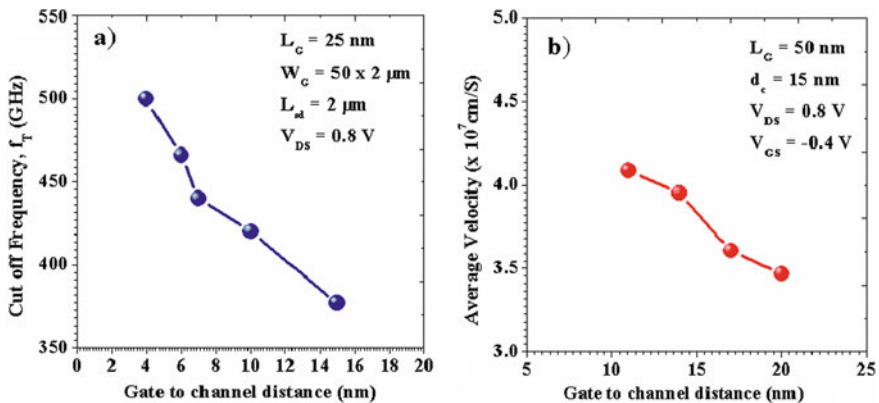 a)
L_G = 25 nm
W_G = 50 x 2 µm
L_sd = 2 µm
V_DS = 0.8 V
Cut off Frequency, f_T (GHz)
550
500
450
400
350
0 2 4 6 8 10 12 14 16 18 20
Gate to channel distance (nm)
b)
L_G = 50 nm
d_c = 15 nm
V_DS = 0.8 V
V_GS = -0.4 V
Average Velocity (x 10^7 cm/S)
5.0
4.5
4.0
3.5
3.0
5 10 15 20 25
Gate to channel distance (nm)